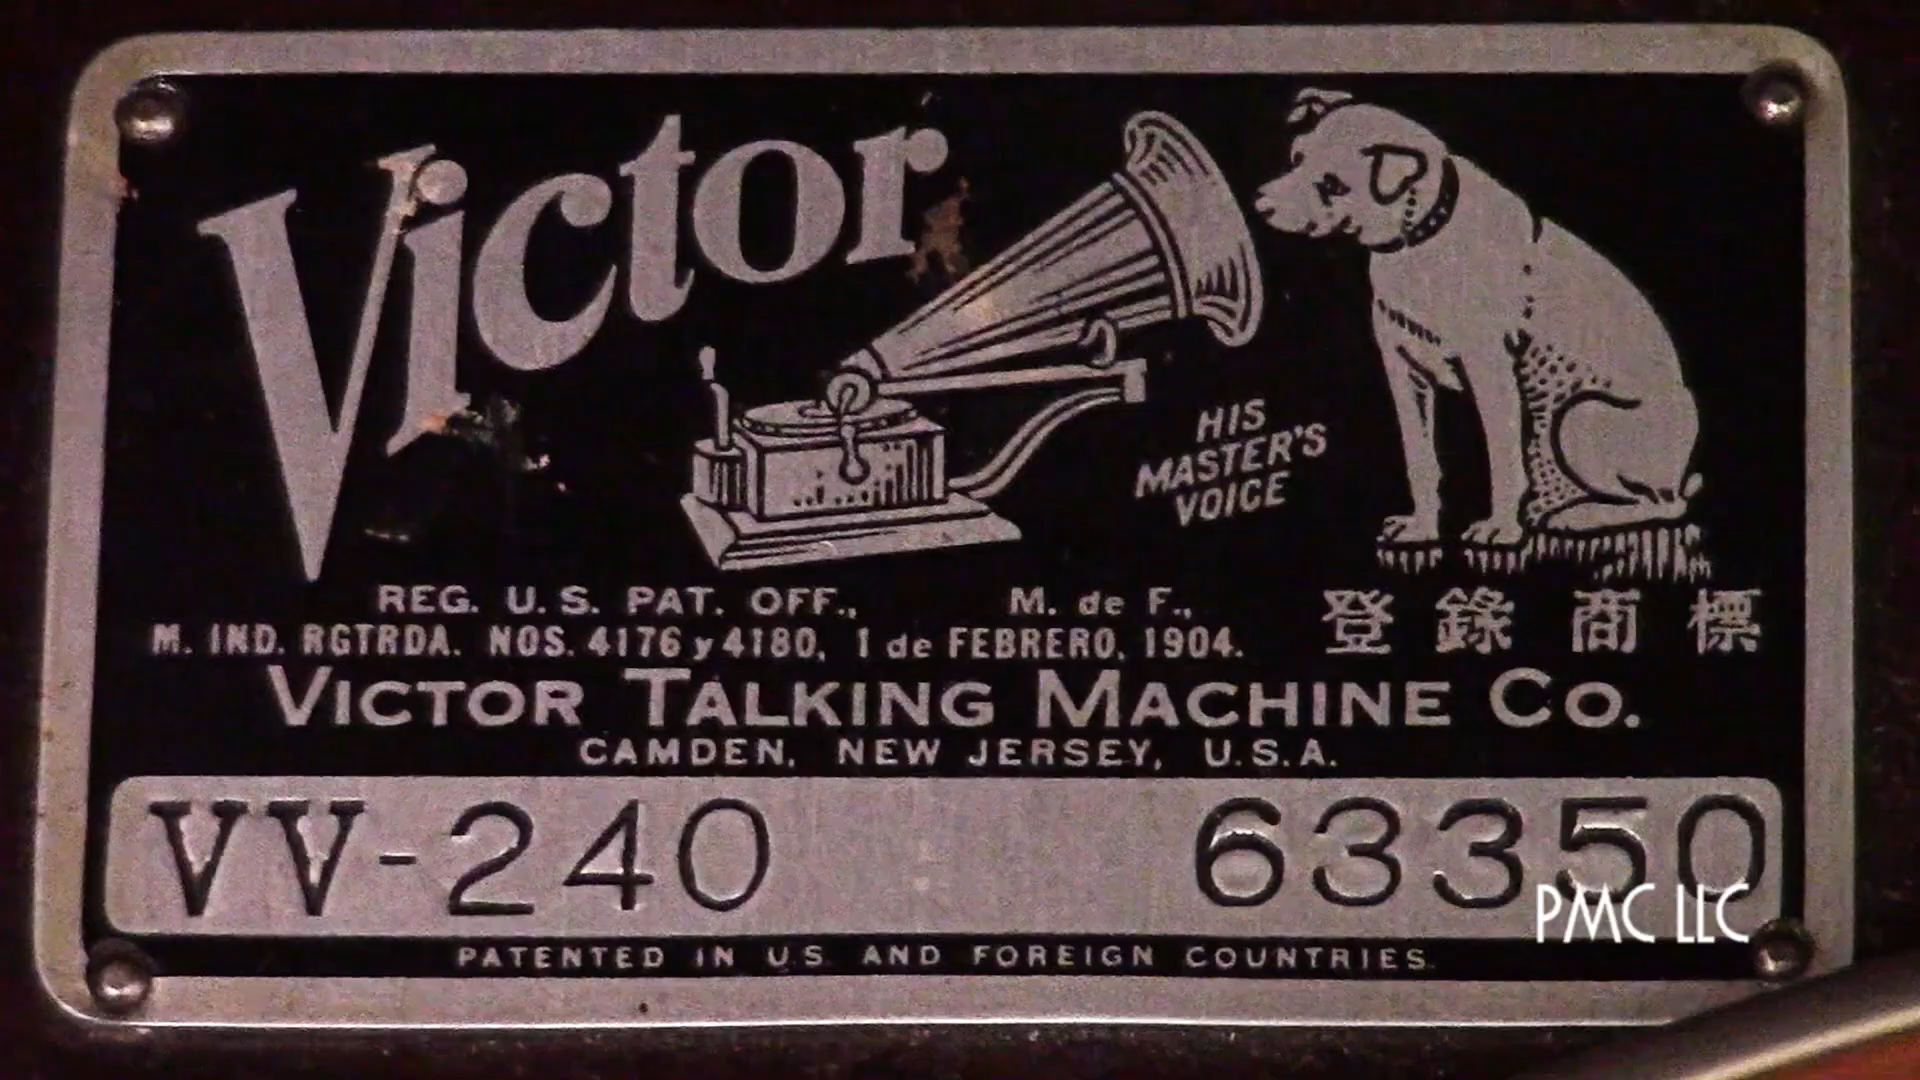 Victor
HIS
MASTER'S
VOICE
REG. U.S. PAT. OFF., M. de F.,
M. IND. RGTRDA. NOS. 4176 y 4180, 1 de FEBRERO, 1904.
登錄商標
VICTOR TALKING MACHINE CO.
CAMDEN, NEW JERSEY, U.S.A.
VV-240 63350
PMC LLC
PATENTED IN U.S. AND FOREIGN COUNTRIES.